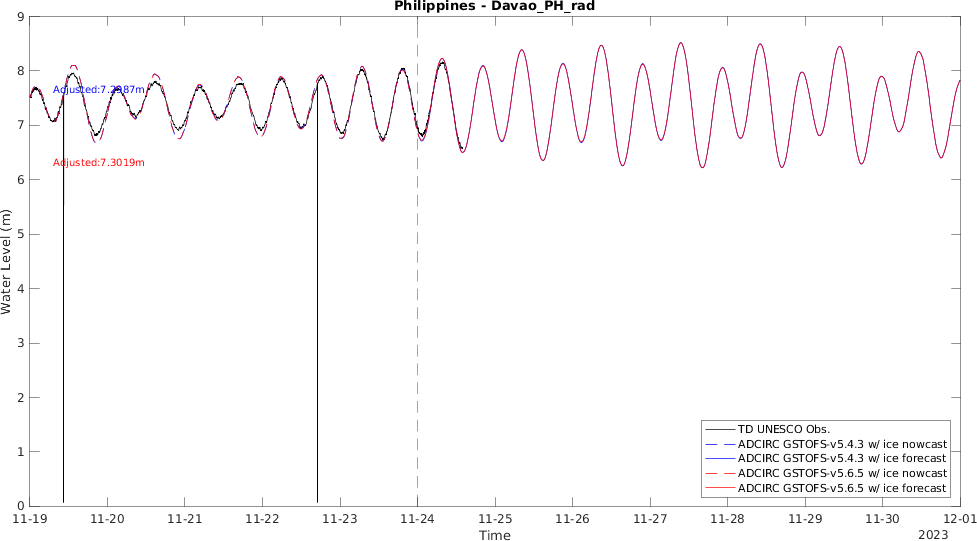 Philippines - Davao_PH_rad
9
8
7
6
5
4
3
2
1
0
Water Level (m)
Adjusted:7.2987m
Adjusted:7.3019m
TD UNESCO Obs.
ADCIRC GSTOFS-v5.4.3 w/ ice nowcast
ADCIRC GSTOFS-v5.4.3 w/ ice forecast
ADCIRC GSTOFS-v5.6.5 w/ ice nowcast
ADCIRC GSTOFS-v5.6.5 w/ ice forecast
11-19 11-20 11-21 11-22 11-23 11-24 11-25 11-26 11-27 11-28 11-29 11-30 12-01
Time
2023